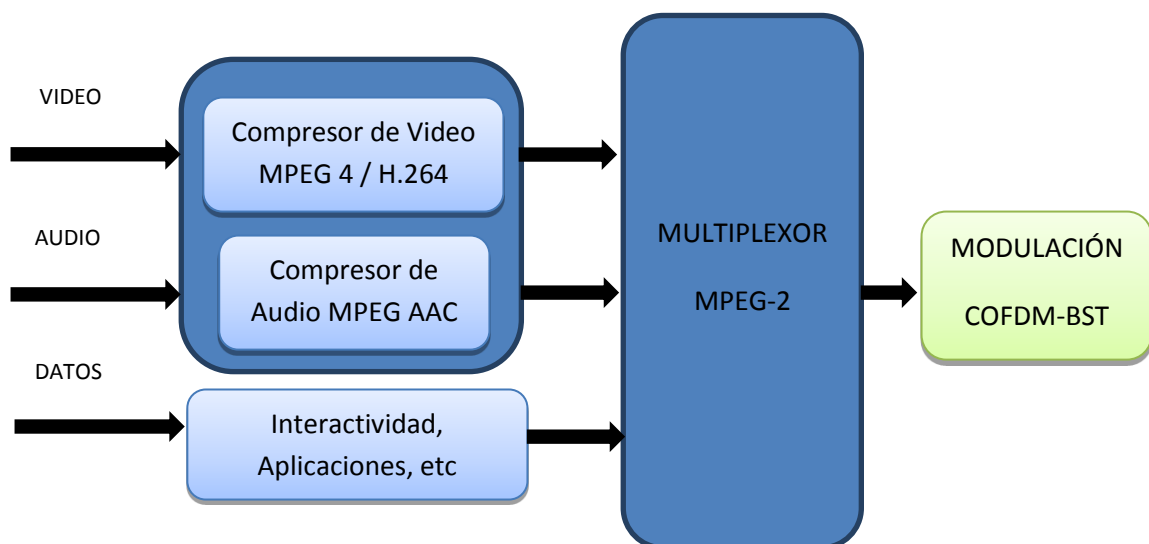 VIDEO
Compresor de Video
MPEG 4 / H.264
AUDIO
Compresor de
Audio MPEG AAC
DATOS
Interactividad,
Aplicaciones, etc
MULTIPLEXOR
MPEG-2
MODULACIÓN
COFDM-BST